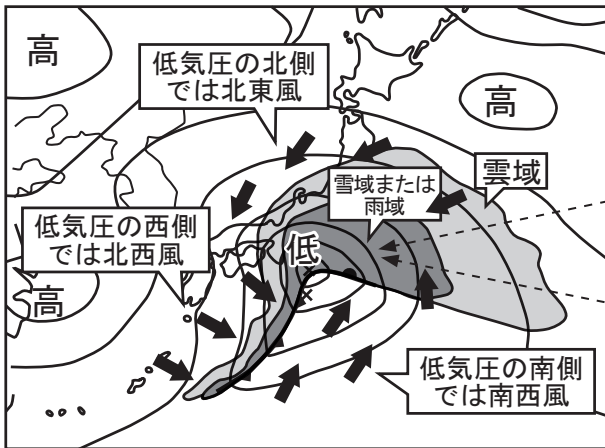 高
低気圧の北側
では北東風
高
雲域
雪域または
雨域
低気圧の西側
では北西風
低
高
低気圧の南側
では南西風